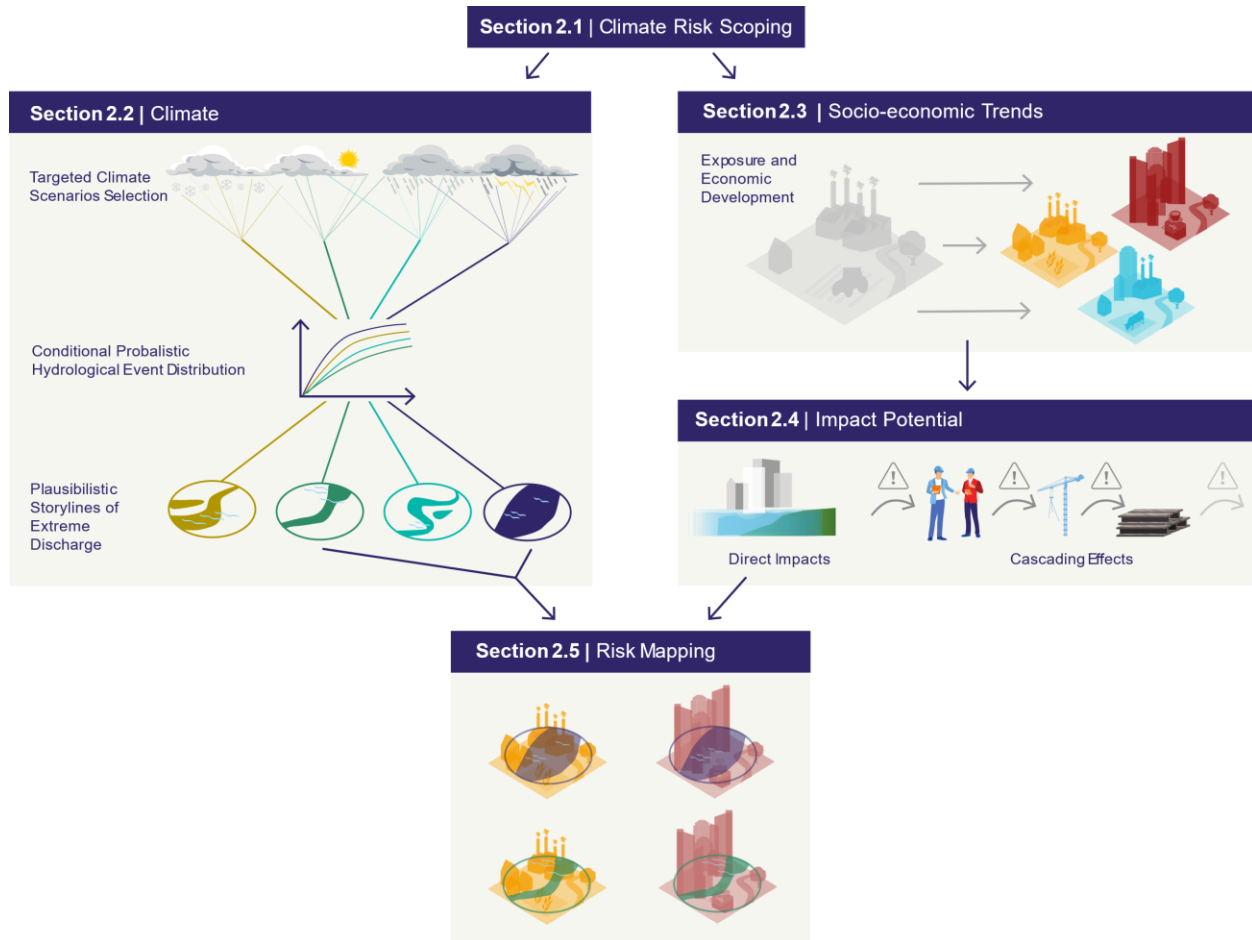 Section 2.1 | Climate Risk Scoping
Section 2.2 | Climate
Targeted Climate
Scenarios Selection
Conditional Probalistic
Hydrological Event Distribution
Plausibilistic
Storylines of
Extreme
Discharge
Section 2.3 | Socio-economic Trends
Exposure and
Economic
Development
Section 2.4 | Impact Potential
Direct Impacts
Cascading Effects
Section 2.5 | Risk Mapping